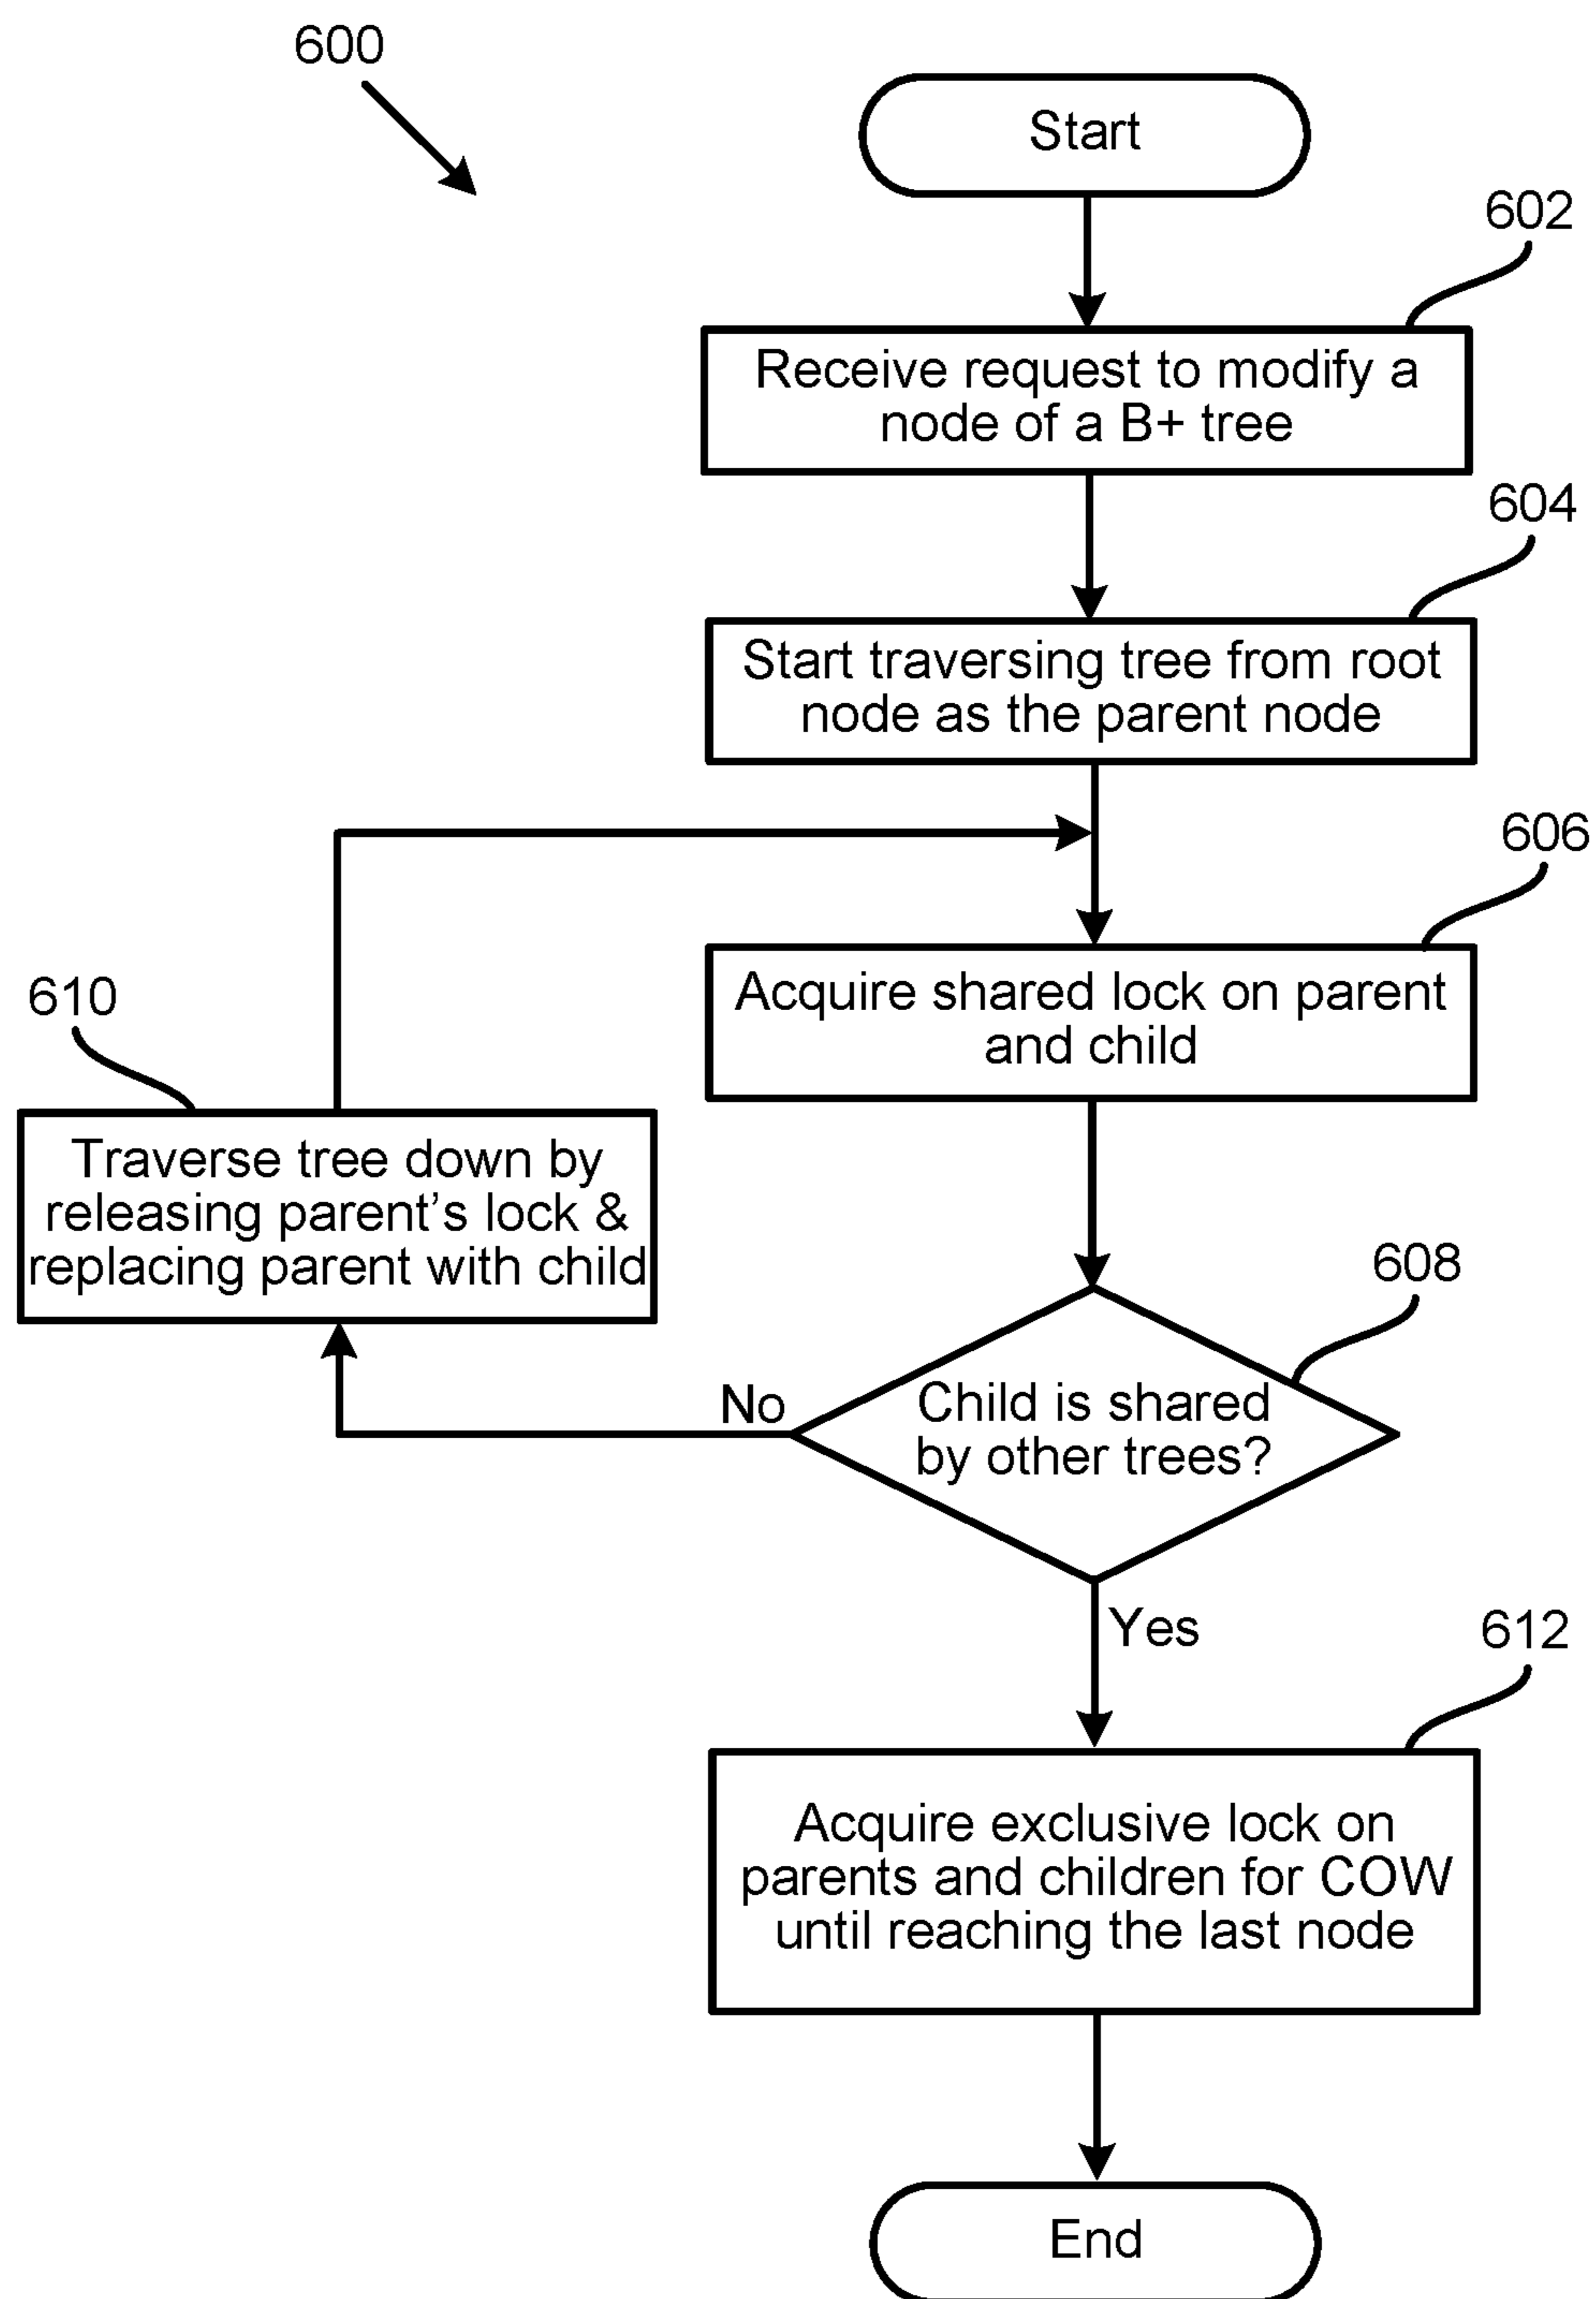 600
Start
602
Receive request to modify a
node of a B+ tree
604
Start traversing tree from root
node as the parent node
606
Acquire shared lock on parent
and child
610
Traverse tree down by
releasing parent's lock &
replacing parent with child
608
Child is shared
by other trees?
No
Yes
612
Acquire exclusive lock on
parents and children for COW
until reaching the last node
End